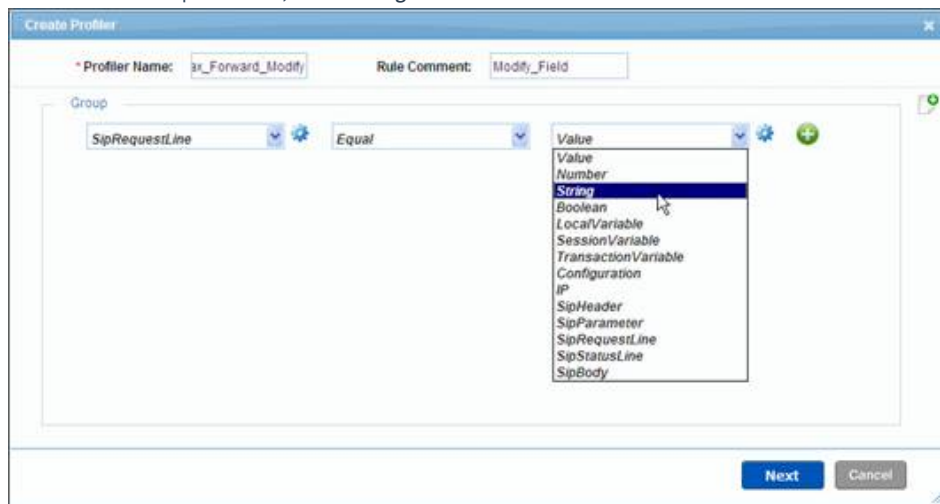 Create Profiler
* Profiler Name: ax_Forward_Modify Rule Comment: Modify_Field
Group
SipRequestLine Equal Value
Value
Number
String
Boolean
LocalVariable
SessionVariable
TransactionVariable
Configuration
IP
SipHeader
SipParameter
SipRequestLine
SipStatusLine
SipBody
Next Cancel